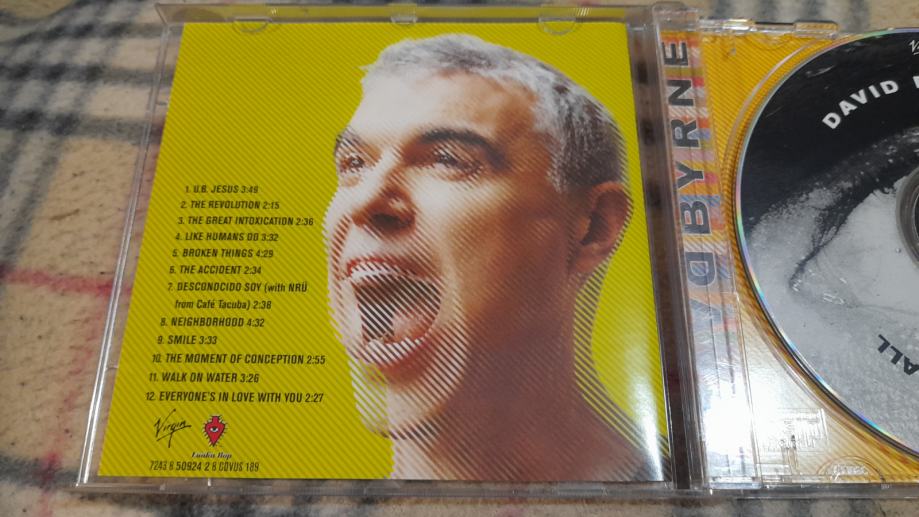 1. U.B. JESUS 3:49
2. THE REVOLUTION 2:15
3. THE GREAT INTOXICATION 2:36
4. LIKE HUMANS DO 3:32
5. BROKEN THINGS 4:29
6. THE ACCIDENT 2:34
7. DESCONOCIDO SOY (with NRÜ
from Café Tacuba) 2:38
8. NEIGHBORHOOD 4:32
9. SMILE 3:33
10. THE MOMENT OF CONCEPTION 2:55
11. WALK ON WATER 3:26
12. EVERYONE'S IN LOVE WITH YOU 2:27
Virgin
Luaka Bop
7243 8 50924 2 8 CDVUS 189
BYRNE
DAVID